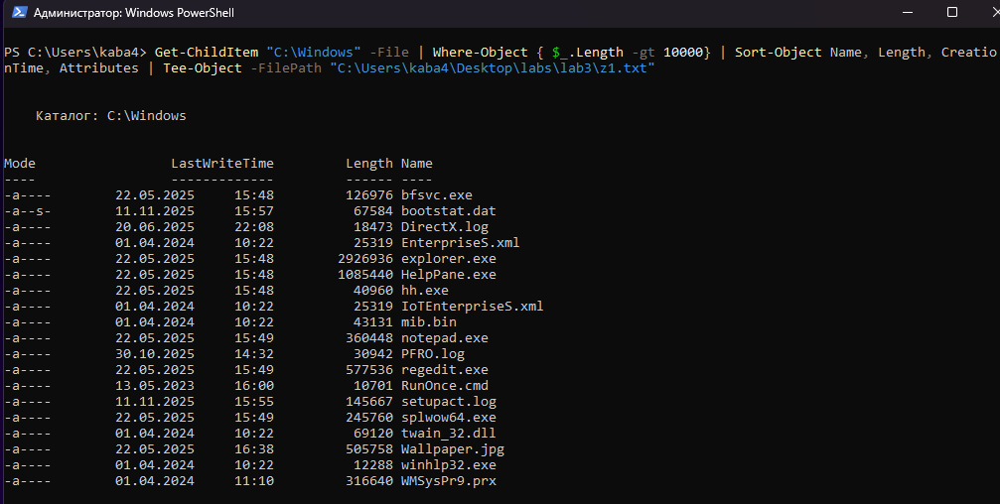 Администратор: Windows PowerShell
PS C:\Users\kaba4> Get-ChildItem "C:\Windows" -File | Where-Object { $_.Length -gt 10000} | Sort-Object Name, Length, Creatio
nTime, Attributes | Tee-Object -FilePath "C:\Users\kaba4\Desktop\labs\lab3\z1.txt"
Каталог: C:\Windows
Mode LastWriteTime Length Name
---- ------------- ------ ----
-a---- 22.05.2025 15:48 126976 bfsvc.exe
-a--s- 11.11.2025 15:57 67584 bootstat.dat
-a---- 20.06.2025 22:08 18473 DirectX.log
-a---- 01.04.2024 10:22 25319 EnterpriseS.xml
-a---- 22.05.2025 15:48 2926936 explorer.exe
-a---- 22.05.2025 15:48 1085440 HelpPane.exe
-a---- 22.05.2025 15:48 40960 hh.exe
-a---- 01.04.2024 10:22 25319 IoTEnterpriseS.xml
-a---- 01.04.2024 10:22 43131 mib.bin
-a---- 22.05.2025 15:49 360448 notepad.exe
-a---- 30.10.2025 14:32 30942 PFRO.log
-a---- 22.05.2025 15:49 577536 regedit.exe
-a---- 13.05.2023 16:00 10701 RunOnce.cmd
-a---- 11.11.2025 15:55 145667 setupact.log
-a---- 22.05.2025 15:49 245760 splwow64.exe
-a---- 01.04.2024 10:22 69120 twain_32.dll
-a---- 22.05.2025 16:38 505758 Wallpaper.jpg
-a---- 01.04.2024 10:22 12288 winhlp32.exe
-a---- 01.04.2024 11:10 316640 WMSysPr9.prx